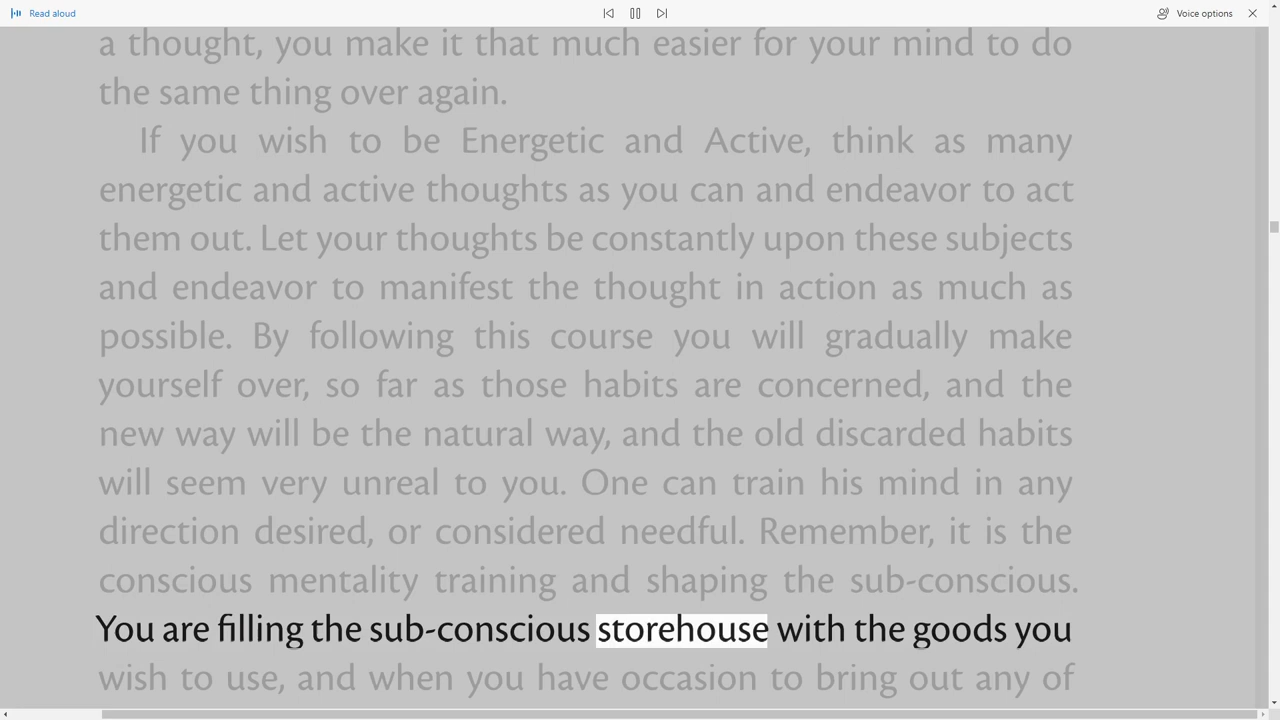 Read aloud
Voice options
a thought, you make it that much easier for your mind to do
the same thing over again.
If you wish to be Energetic and Active, think as many
energetic and active thoughts as you can and endeavor to act
them out. Let your thoughts be constantly upon these subjects
and endeavor to manifest the thought in action as much as
possible. By following this course you will gradually make
yourself over, so far as those habits are concerned, and the
new way will be the natural way, and the old discarded habits
will seem very unreal to you. One can train his mind in any
direction desired, or considered needful. Remember, it is the
conscious mentality training and shaping the sub-conscious.
You are filling the sub-conscious storehouse with the goods you
wish to use, and when you have occasion to bring out any of